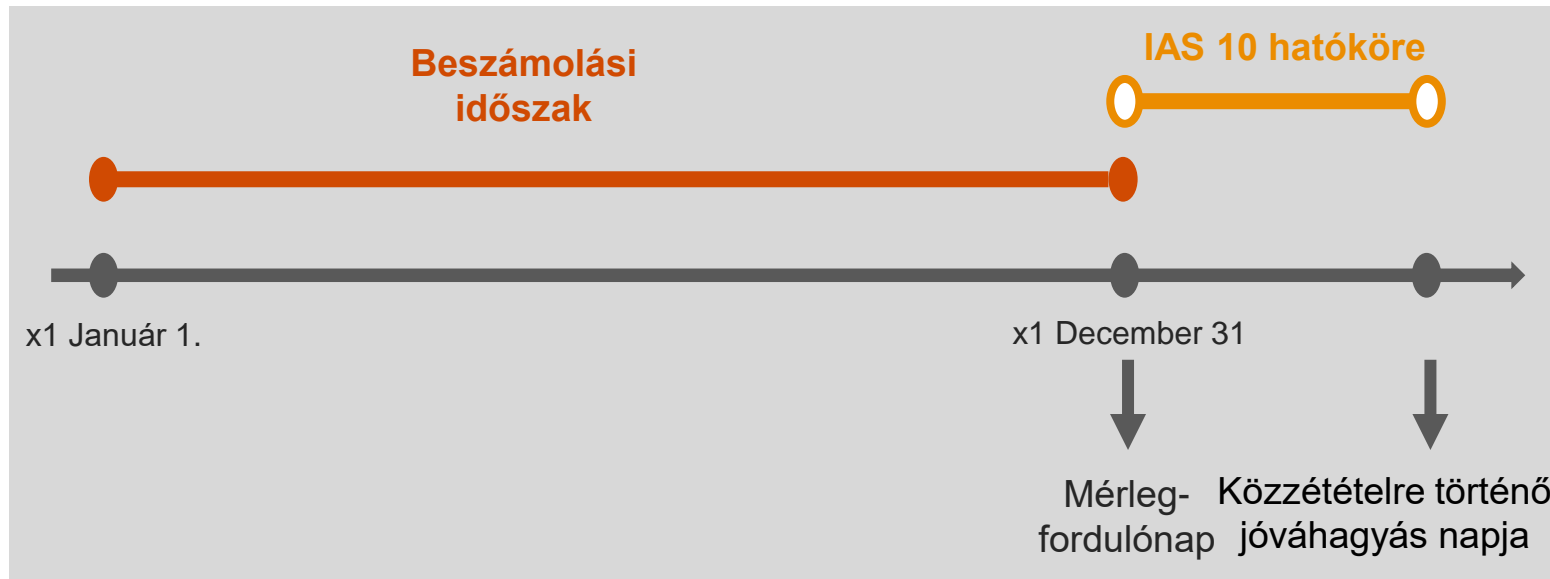 Beszámolási
időszak
IAS 10 hatóköre
x1 Január 1.
x1 December 31
Mérleg-
fordulónap
Közzétételre történő
jóváhagyás napja